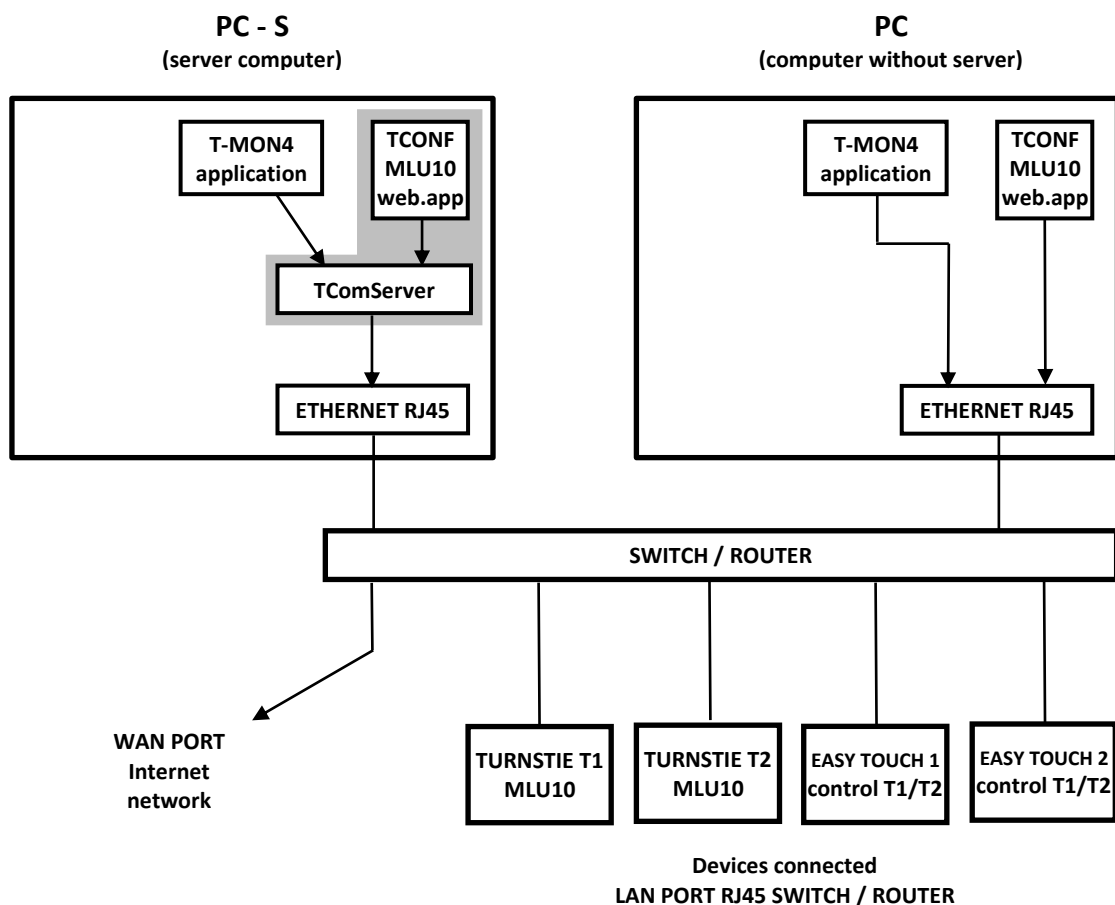 PC - S
(server computer)
PC
(computer without server)
T-MON4
application
TCONF
MLU10
web.app
TComServer
ETHERNET RJ45
T-MON4
application
TCONF
MLU10
web.app
ETHERNET RJ45
SWITCH / ROUTER
WAN PORT
Internet
network
TURNSTIE T1
MLU10
TURNSTIE T2
MLU10
EASY TOUCH 1
control T1/T2
EASY TOUCH 2
control T1/T2
Devices connected
LAN PORT RJ45 SWITCH / ROUTER